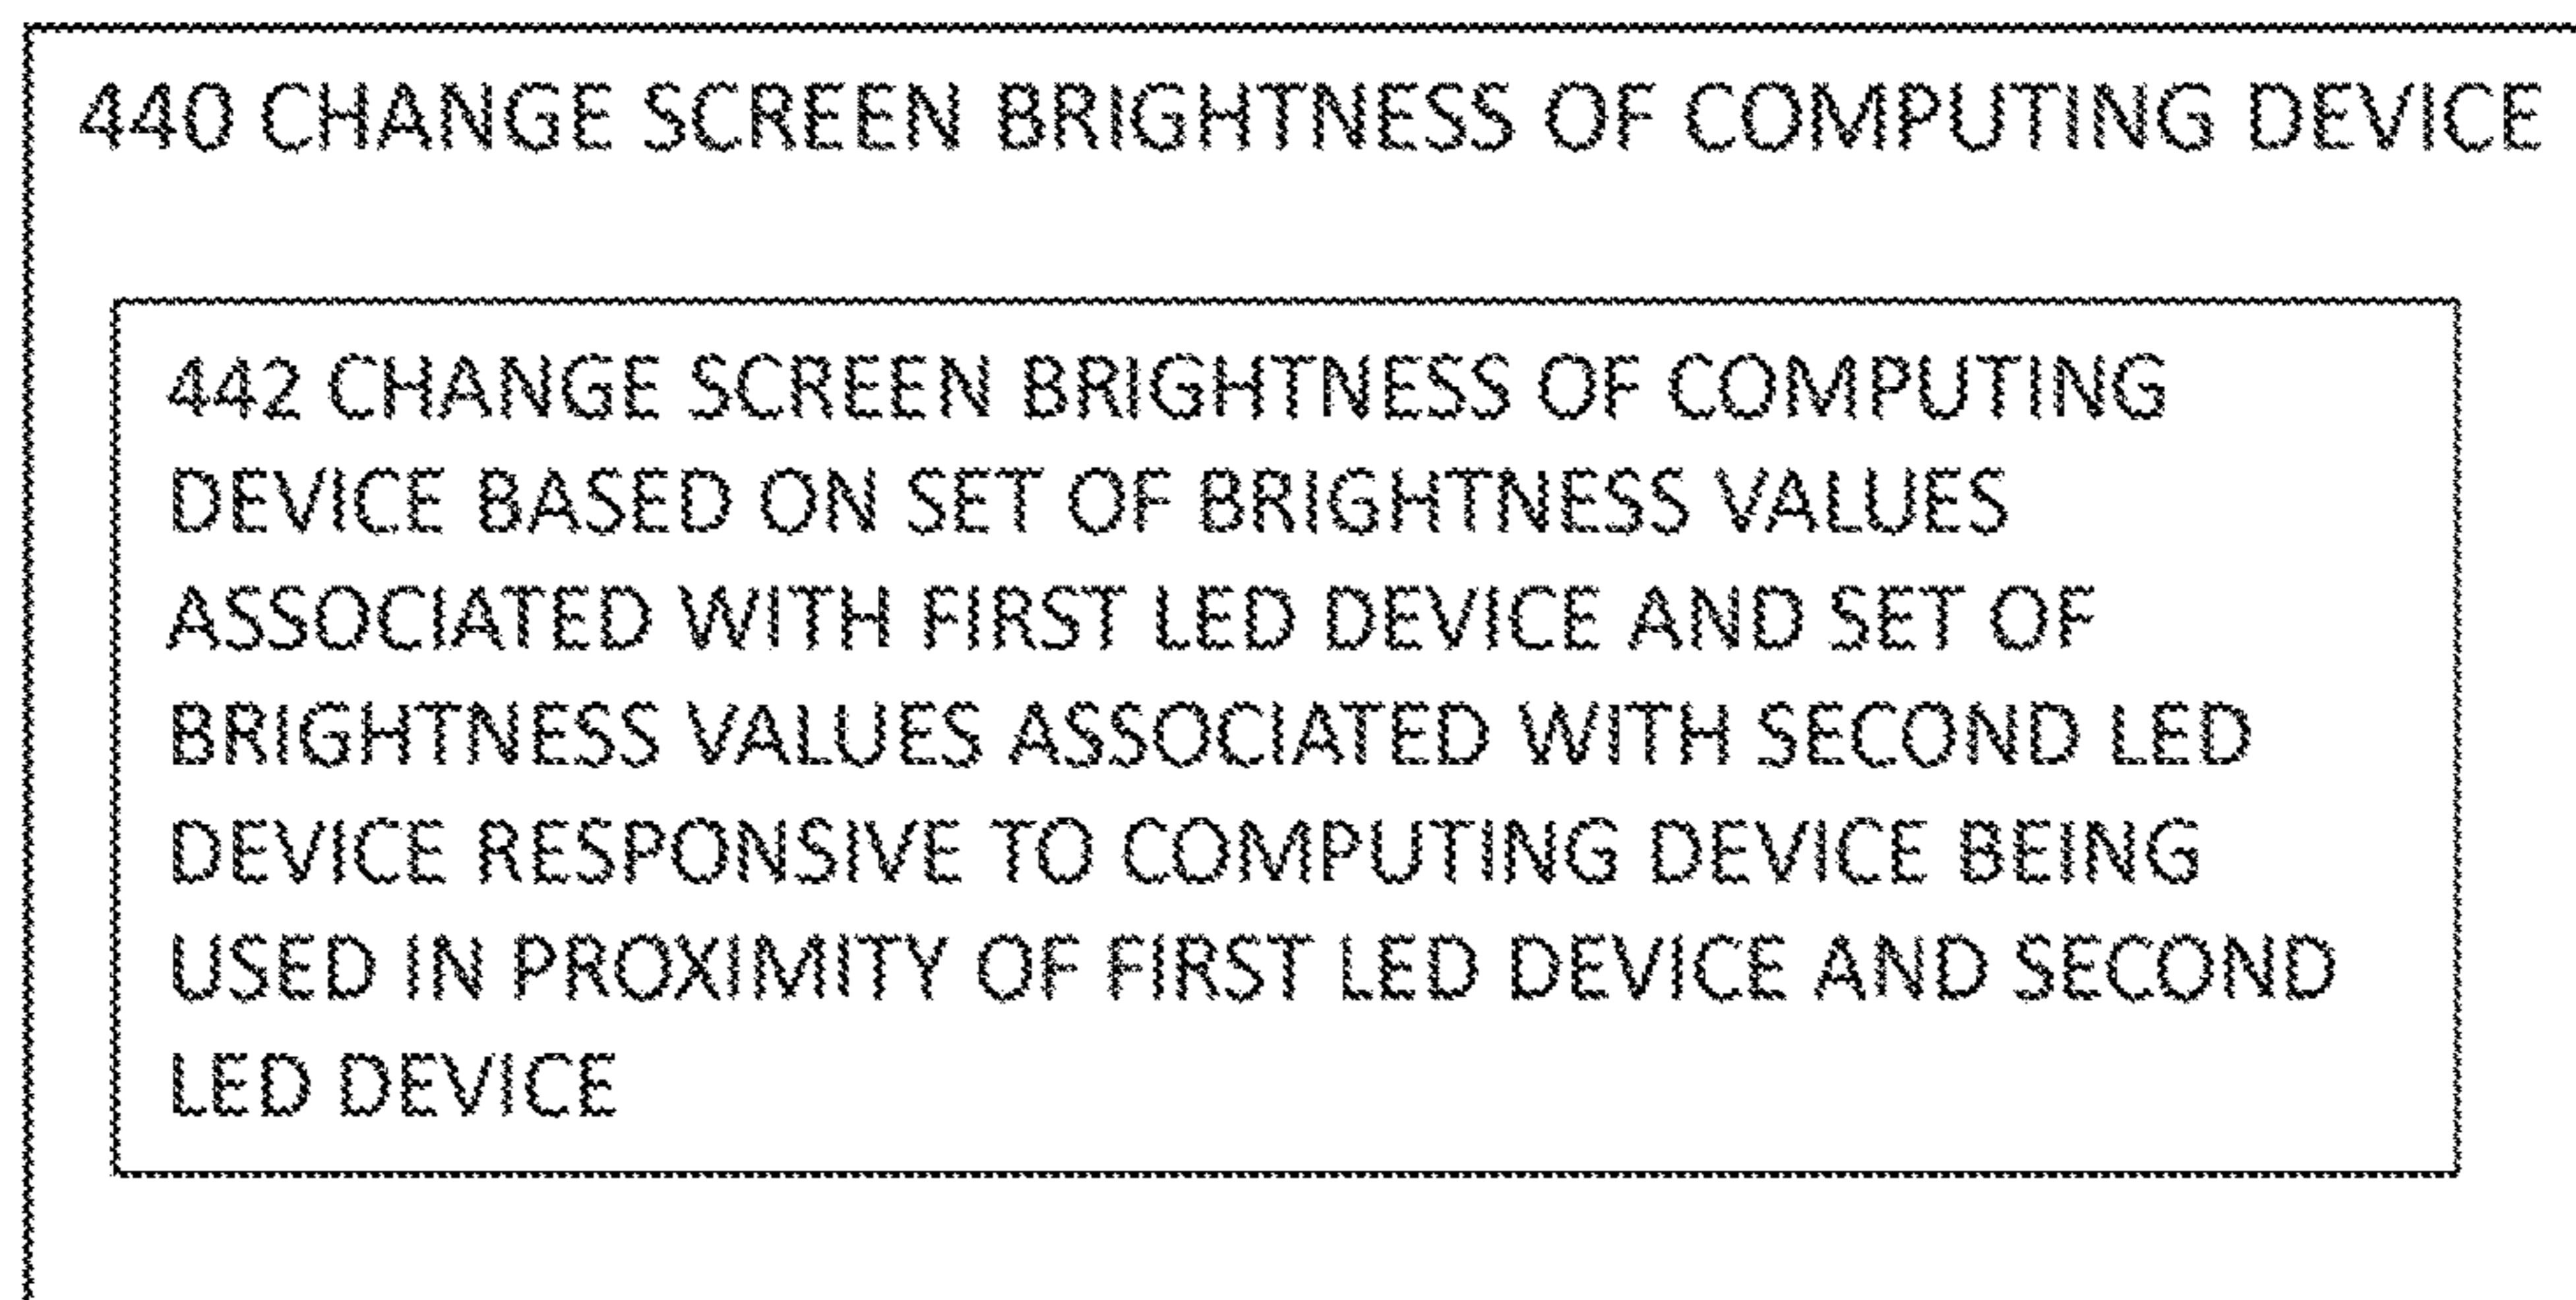 440 CHANGE SCREEN BRIGHTNESS OF COMPUTING DEVICE
442 CHANGE SCREEN BRIGHTNESS OF COMPUTING
DEVICE BASED ON SET OF BRIGHTNESS VALUES
ASSOCIATED WITH FIRST LED DEVICE AND SET OF
BRIGHTNESS VALUES ASSOCIATED WITH SECOND LED
DEVICE RESPONSIVE TO COMPUTING DEVICE BEING
USED IN PROXIMITY OF FIRST LED DEVICE AND SECOND
LED DEVICE